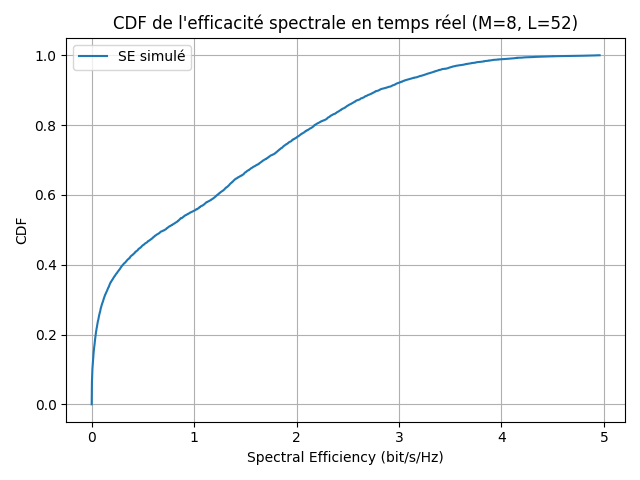 CDF de l'efficacité spectrale en temps réel (M=8, L=52)
SE simulé
1.0
0.8
0.6
0.4
0.2
0.0
CDF
0 1 2 3 4 5
Spectral Efficiency (bit/s/Hz)